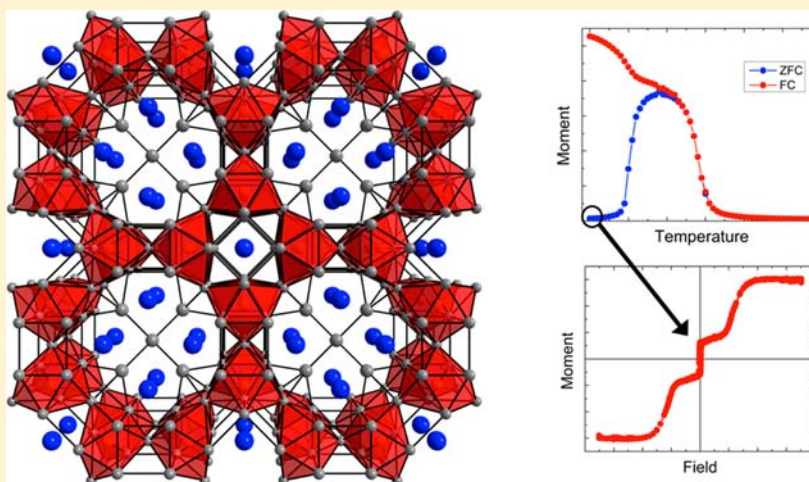 ZFC
FC
Moment
Temperature
Moment
Field